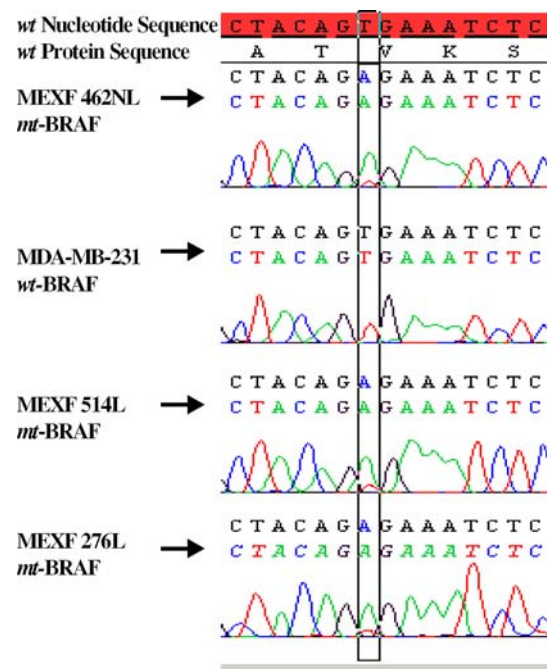 wt Nucleotide Sequence C T A C A G T G A A A T C T C
wt Protein Sequence A T V K S
C T A C A G A G A A A T C T C
MEXF 462NL C T A C A G A G A A A T C T C
mt-BRAF
C T A C A G T G A A A T C T C
MDA-MB-231 C T A C A G T G A A A T C T C
wt-BRAF
C T A C A G A G A A A T C T C
MEXF 514L C T A C A G A G A A A T C T C
mt-BRAF
C T A C A G A G A A A T C T C
MEXF 276L C T A C A G A G A A A T C T C
mt-BRAF